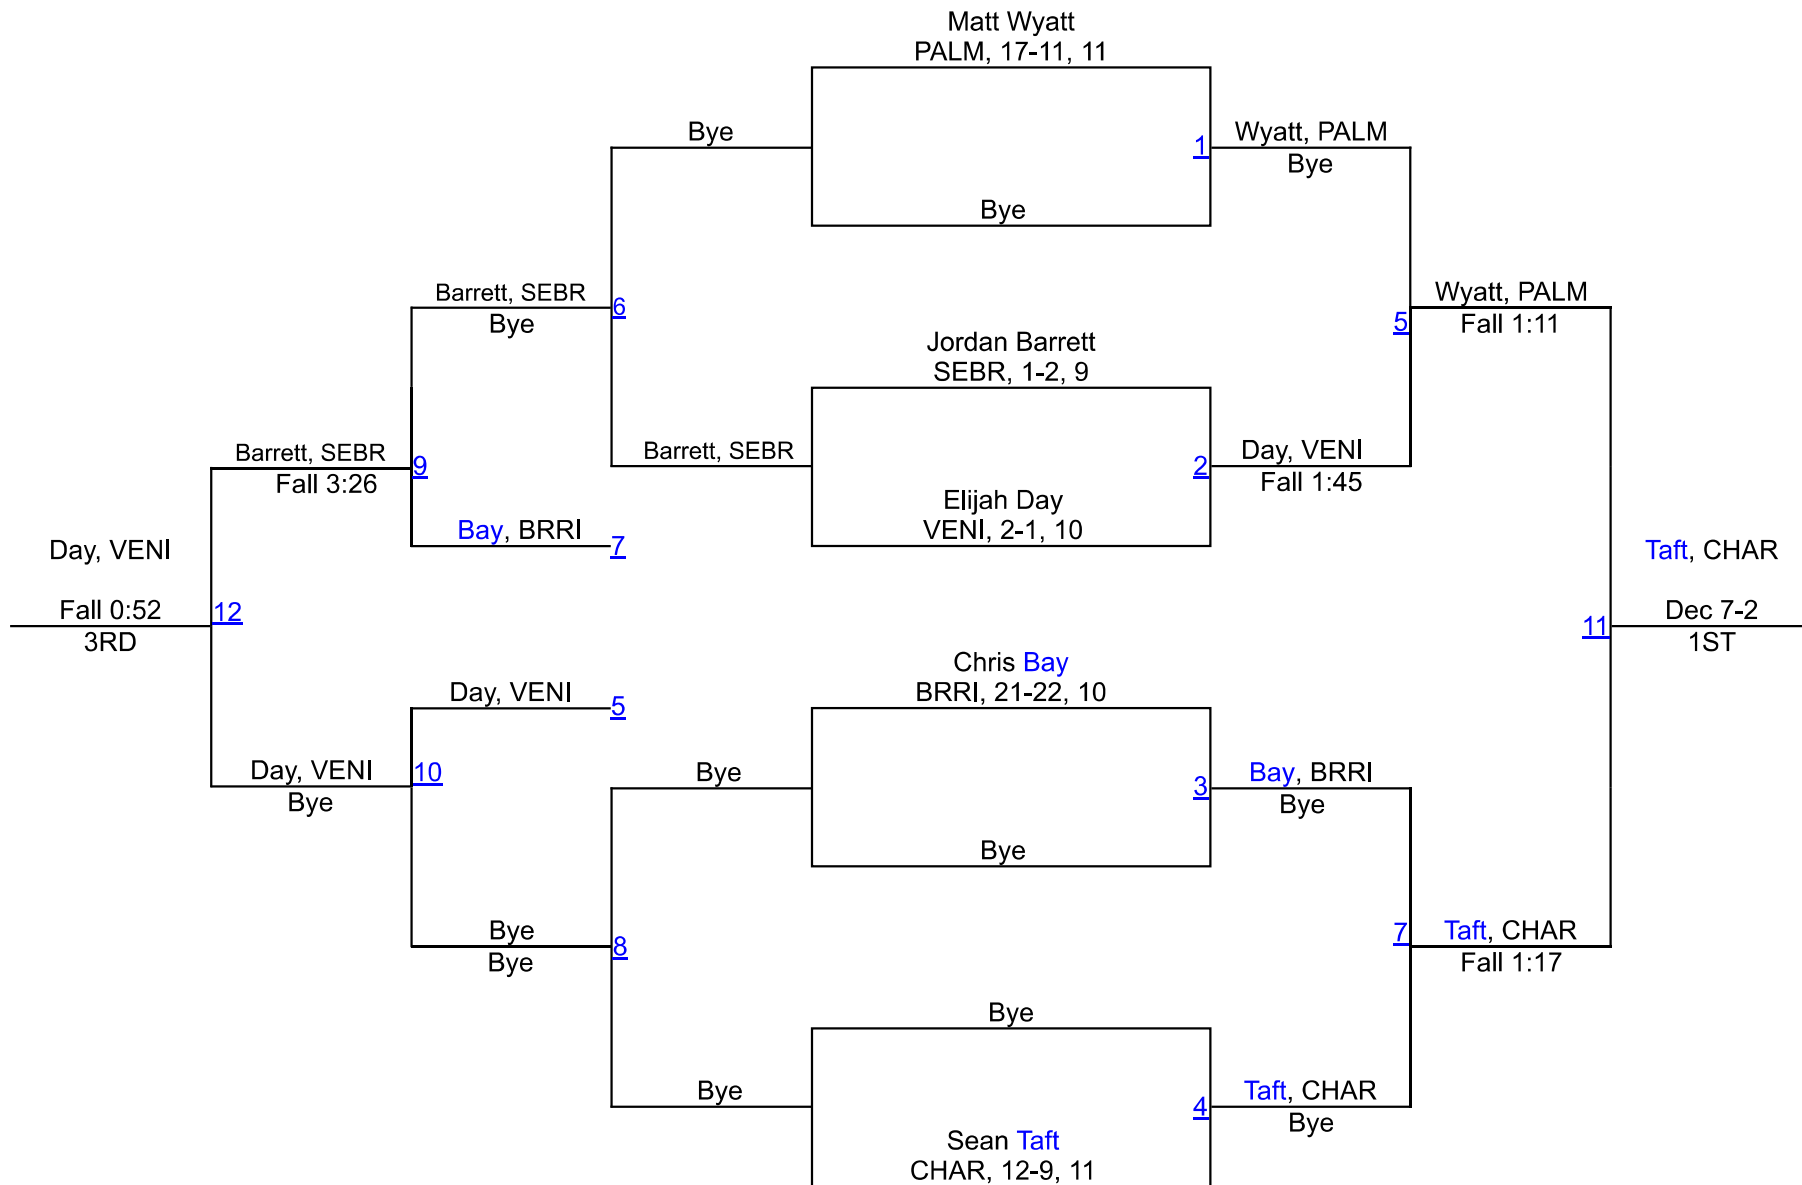 Matt Wyatt
PALM, 17-11, 11
Bye
1
Wyatt, PALM
Bye
Bye
Barrett, SEBR
Bye
6
Wyatt, PALM
Fall 1:11
5
Jordan Barrett
SEBR, 1-2, 9
Barrett, SEBR
Fall 3:26
9
Barrett, SEBR
2
Day, VENI
Fall 1:45
Elijah Day
VENI, 2-1, 10
Bay, BRRI
7
Day, VENI
Fall 0:52
3RD
12
Taft, CHAR
Dec 7-2
1ST
11
Chris Bay
BRRI, 21-22, 10
Day, VENI
5
Day, VENI
Bye
10
Bye
3
Bay, BRRI
Bye
Bye
Bye
Bye
8
7
Taft, CHAR
Fall 1:17
Bye
Bye
4
Taft, CHAR
Bye
Sean Taft
CHAR, 12-9, 11